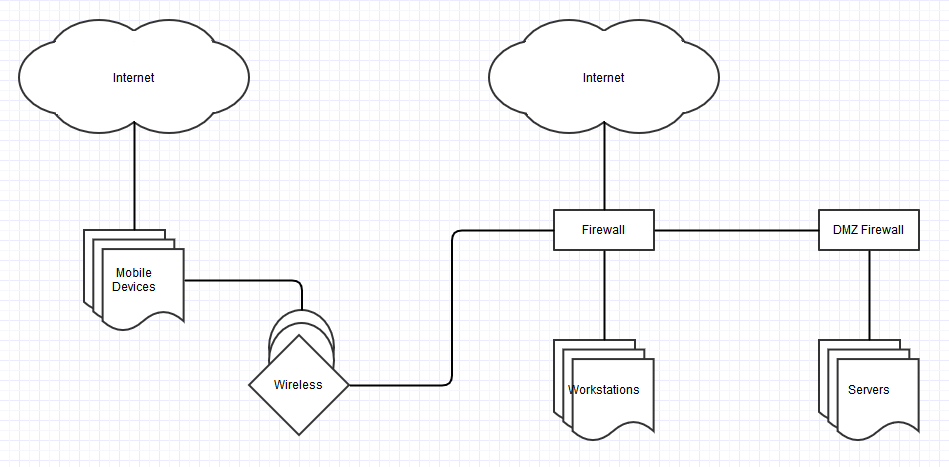 Internet
Internet
Firewall
DMZ Firewall
Mobile
Devices
Wireless
Workstations
Servers